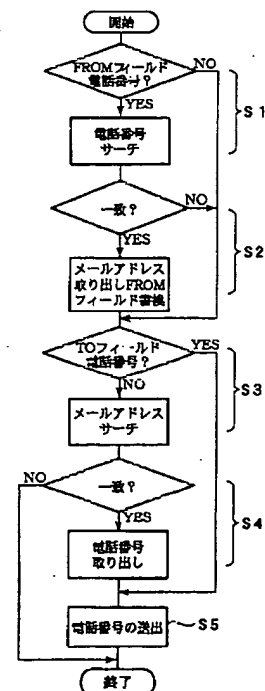 開始
FROMフィールド
電話番号?
NO
YES
S1
電話番号
サーチ
一致?
NO
YES
S2
メールアドレス
取り出しFROM
フィールド書換
TOフィールド
電話番号?
YES
NO
S3
メールアドレス
サーチ
NO
一致?
YES
S4
電話番号
取り出し
電話番号の送出
S5
終了